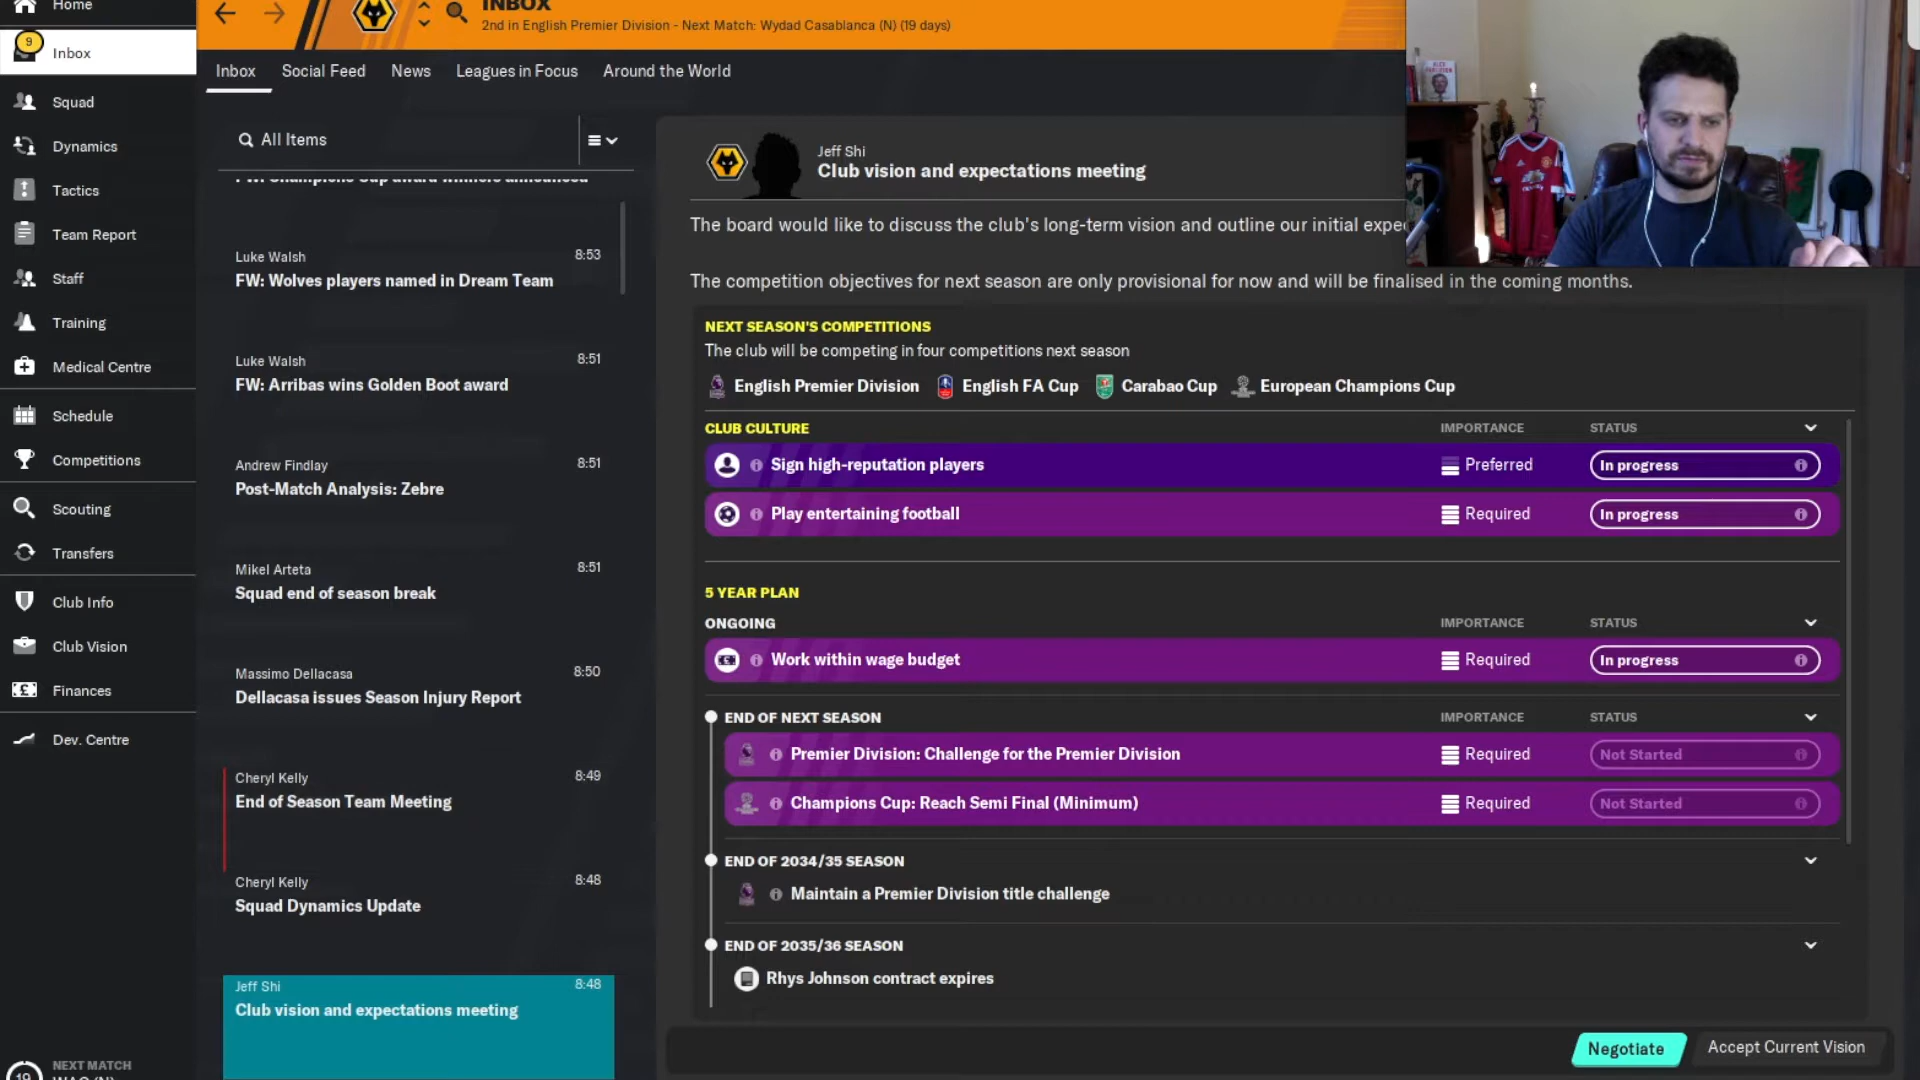 Home
INBOX
2nd in English Premier Division - Next Match: Wydad Casablanca (N) (19 days)
9
Inbox
Squad
Dynamics
Tactics
Team Report
Staff
Training
Medical Centre
Schedule
Competitions
Scouting
Transfers
Club Info
Club Vision
Finances
Dev. Centre
NEXT MATCH
19
Inbox
Social Feed
News
Leagues in Focus
Around the World
All Items
FW: Champions Cup award winners announced
Luke Walsh
8:53
FW: Wolves players named in Dream Team
Luke Walsh
8:51
FW: Arribas wins Golden Boot award
Andrew Findlay
8:51
Post-Match Analysis: Zebre
Mikel Arteta
8:51
Squad end of season break
Massimo Dellacasa
8:50
Dellacasa issues Season Injury Report
Cheryl Kelly
8:49
End of Season Team Meeting
Cheryl Kelly
8:48
Squad Dynamics Update
Jeff Shi
8:48
Club vision and expectations meeting
Jeff Shi
Club vision and expectations meeting
The board would like to discuss the club's long-term vision and outline our initial expe
The competition objectives for next season are only provisional for now and will be finalised in the coming months.
NEXT SEASON'S COMPETITIONS
The club will be competing in four competitions next season
English Premier Division
English FA Cup
Carabao Cup
European Champions Cup
CLUB CULTURE
IMPORTANCE
STATUS
Sign high-reputation players
Preferred
In progress
Play entertaining football
Required
In progress
5 YEAR PLAN
ONGOING
IMPORTANCE
STATUS
Work within wage budget
Required
In progress
END OF NEXT SEASON
IMPORTANCE
STATUS
Premier Division: Challenge for the Premier Division
Required
Not Started
Champions Cup: Reach Semi Final (Minimum)
Required
Not Started
END OF 2034/35 SEASON
Maintain a Premier Division title challenge
END OF 2035/36 SEASON
Rhys Johnson contract expires
Negotiate
Accept Current Vision